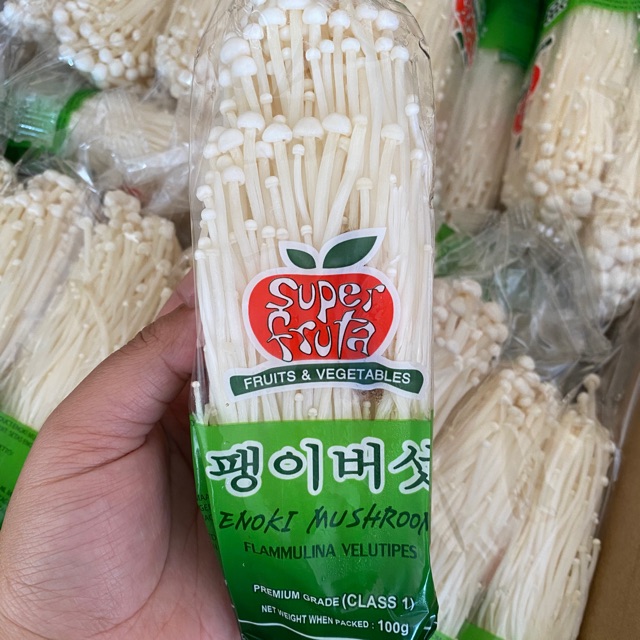 super
fruta
FRUITS & VEGETABLES
팽이버섯
ENOKI MUSHROOM
FLAMMULINA VELUTIPES
PREMIUM GRADE (CLASS 1)
NET WEIGHT WHEN PACKED : 100g